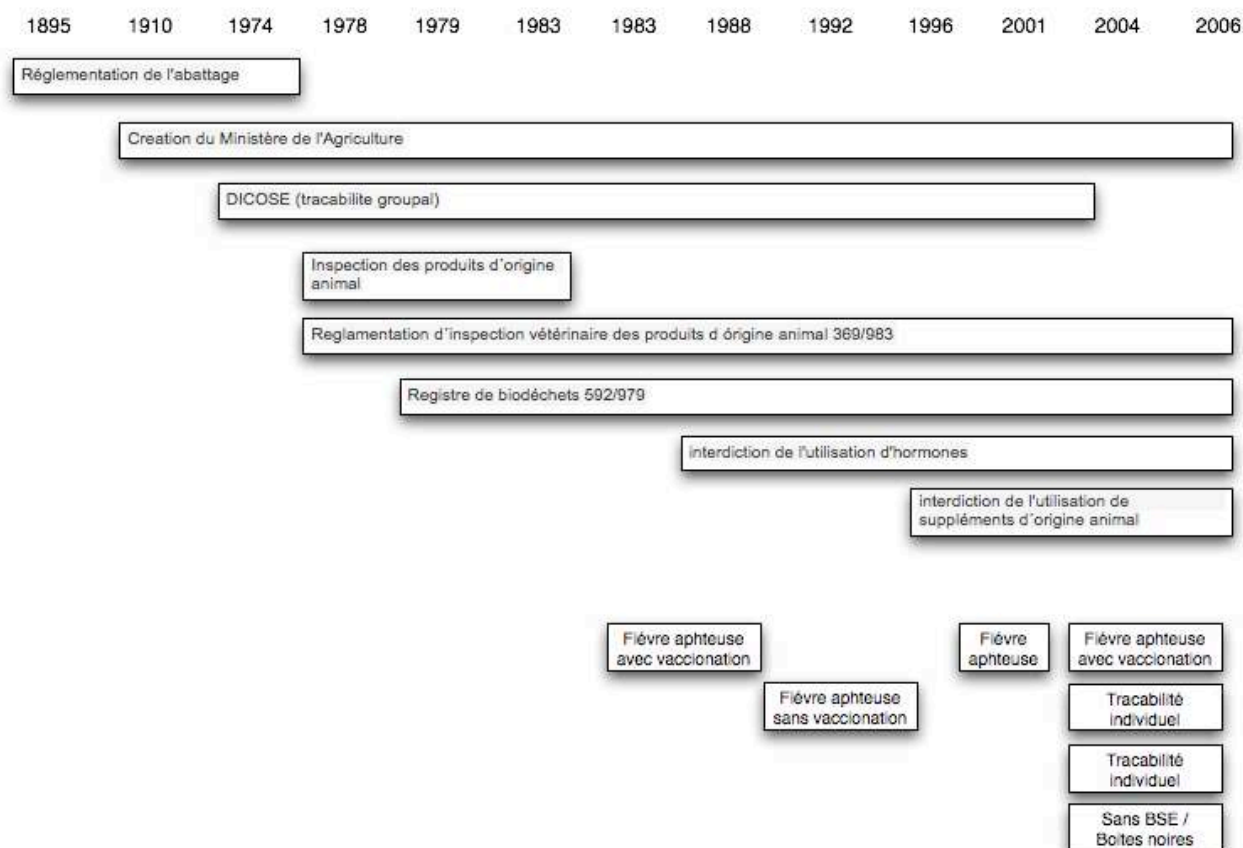 1895 1910 1974 1978 1979 1983 1983 1988 1992 1996 2001 2004 2006
Réglementation de l'abattage
Creation du Ministère de l'Agriculture
DICOSE (tracabilite groupal)
Inspection des produits d´origine
animal
Reglamentation d´inspection vétérinaire des produits d órigine animal 369/983
Registre de biodéchets 592/979
interdiction de l'utilisation d'hormones
interdiction de l'utilisation de
suppléments d´origine animal
Fiévre aphteuse
avec vaccionation
Fiévre
aphteuse
Fiévre aphteuse
avec vaccionation
Fiévre aphteuse
sans vaccionation
Tracabilité
individuel
Tracabilité
individuel
Sans BSE /
Boites noires